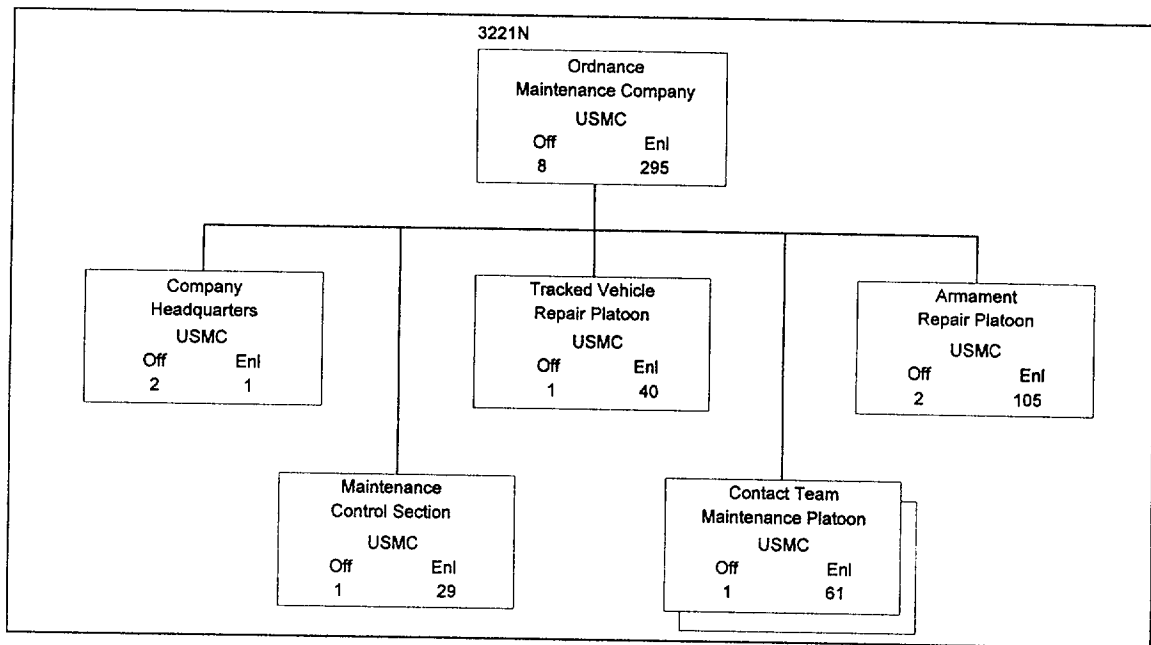 3221N
Ordnance
Maintenance Company
USMC
Off Enl
8 295
Company
Headquarters
USMC
Off Enl
2 1
Tracked Vehicle
Repair Platoon
USMC
Off Enl
1 40
Armament
Repair Platoon
USMC
Off Enl
2 105
Maintenance
Control Section
USMC
Off Enl
1 29
Contact Team
Maintenance Platoon
USMC
Off Enl
1 61